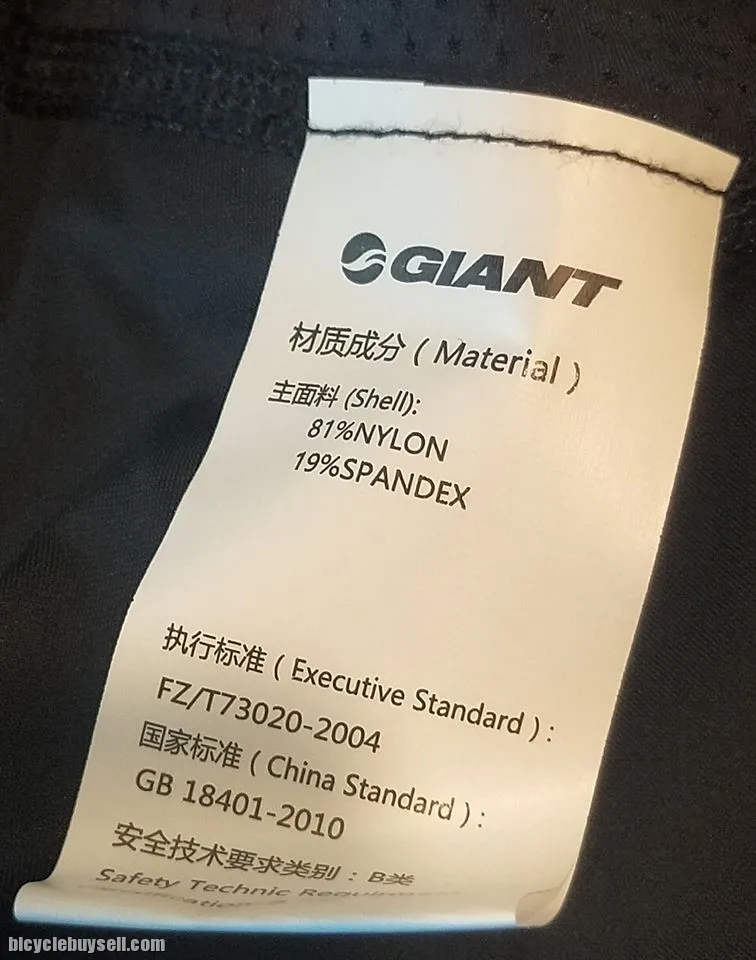 GIANT
材质成分 ( Material )
主面料 (Shell):
81%NYLON
19%SPANDEX
执行标准 ( Executive Standard ) :
FZ/T73020-2004
国家标准 ( China Standard ) :
GB 18401-2010
安全技术要求类别 : B类
Safety Technic
bicyclebuysell.com